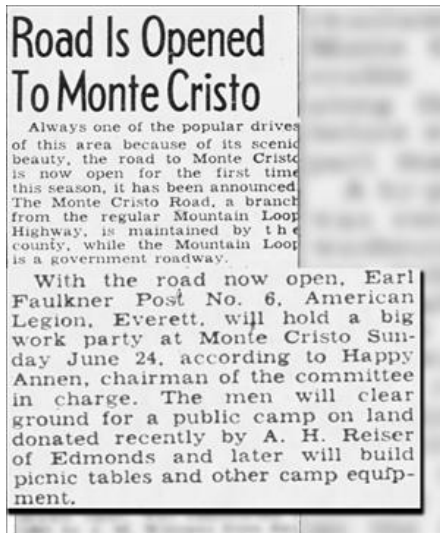 Road Is Opened
To Monte Cristo
Always one of the popular drives
of this area because of its scenic
beauty, the road to Monte Cristo
is now open for the first time
this season, it has been announced.
The Monte Cristo Road, a branch
from the regular Mountain Loop
Highway, is maintained by the
county, while the Mountain Loop
is a government roadway.
With the road now open, Earl
Faulkner Post No. 6, American
Legion, Everett, will hold a big
work party at Monte Cristo Sun-
day June 24, according to Happy
Annen, chairman of the committee
in charge. The men will clear
ground for a public camp on land
donated recently by A. H. Reiser
of Edmonds and later will build
picnic tables and other camp equip-
ment.